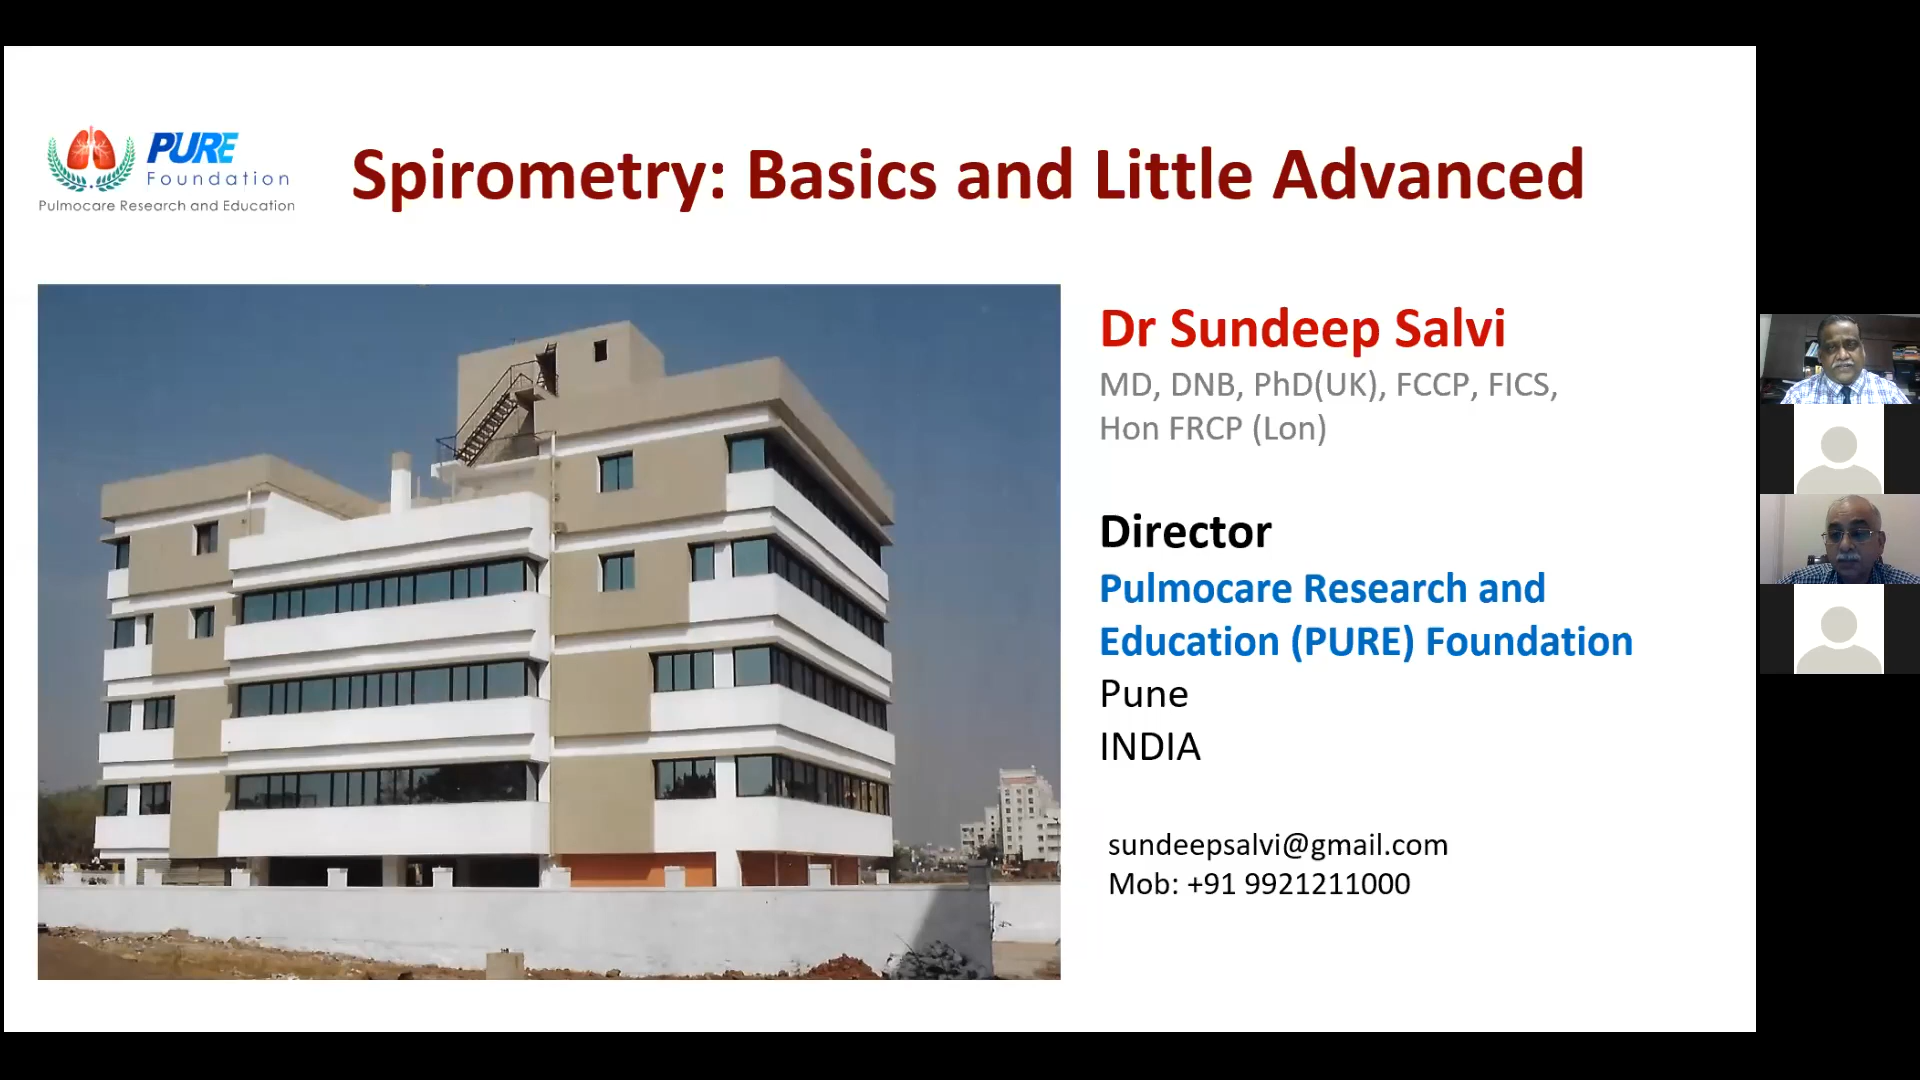 PURE
Foundation
Pulmocare Research and Education
Spirometry: Basics and Little Advanced
Dr Sundeep Salvi
MD, DNB, PhD(UK), FCCP, FICS,
Hon FRCP (Lon)
Director
Pulmocare Research and
Education (PURE) Foundation
Pune
INDIA
sundeepsalvi@gmail.com
Mob: +91 9921211000